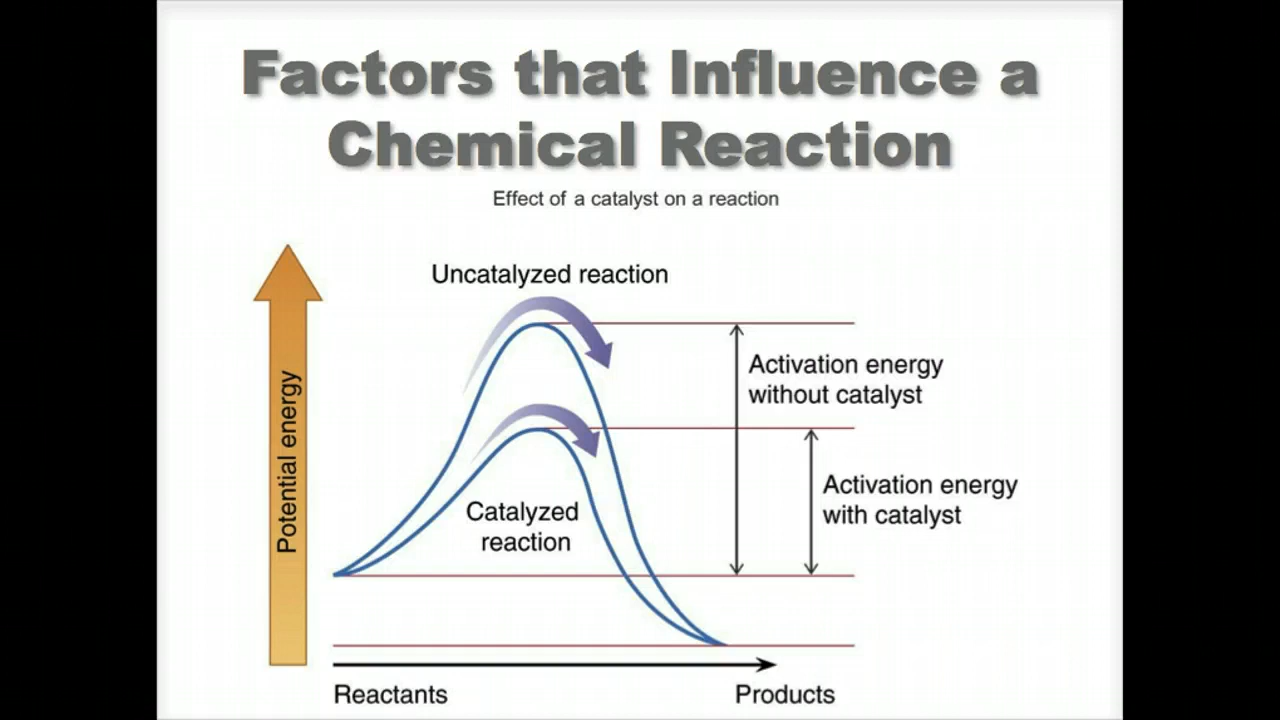 Factors that Influence a
Chemical Reaction
Effect of a catalyst on a reaction
Uncatalyzed reaction
Potential energy
Activation energy
without catalyst
Activation energy
with catalyst
Catalyzed
reaction
Reactants
Products